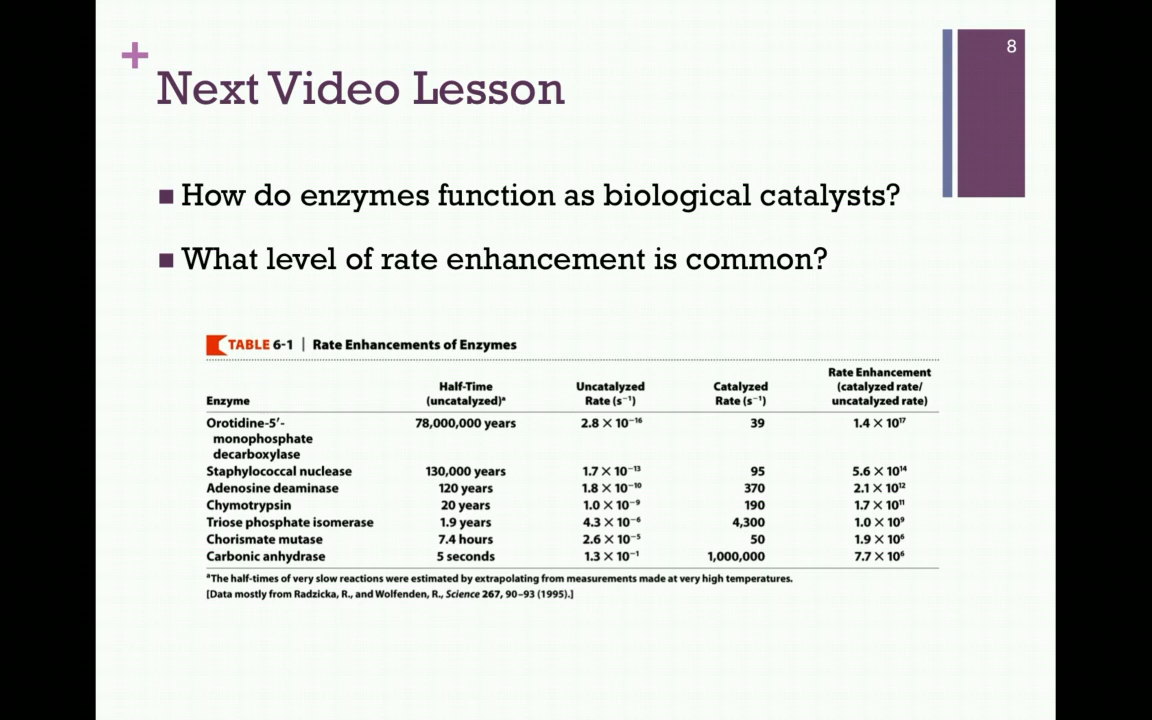 8
+
Next Video Lesson
■ How do enzymes function as biological catalysts?
■ What level of rate enhancement is common?
TABLE 6-1 | Rate Enhancements of Enzymes
Enzyme Half-Time (uncatalyzed)ᵃ Uncatalyzed Rate (s⁻¹) Catalyzed Rate (s⁻¹) Rate Enhancement (catalyzed rate/ uncatalyzed rate)
Orotidine-5′- 78,000,000 years 2.8 × 10⁻¹⁶ 39 1.4 × 10¹⁷
monophosphate
decarboxylase
Staphylococcal nuclease 130,000 years 1.7 × 10⁻¹³ 95 5.6 × 10¹⁴
Adenosine deaminase 120 years 1.8 × 10⁻¹⁰ 370 2.1 × 10¹²
Chymotrypsin 20 years 1.0 × 10⁻⁹ 190 1.7 × 10¹¹
Triose phosphate isomerase 1.9 years 4.3 × 10⁻⁶ 4,300 1.0 × 10⁹
Chorismate mutase 7.4 hours 2.6 × 10⁻⁵ 50 1.9 × 10⁶
Carbonic anhydrase 5 seconds 1.3 × 10⁻¹ 1,000,000 7.7 × 10⁶
ᵃThe half-times of very slow reactions were estimated by extrapolating from measurements made at very high temperatures.
[Data mostly from Radzicka, R., and Wolfenden, R., Science 267, 90–93 (1995).]